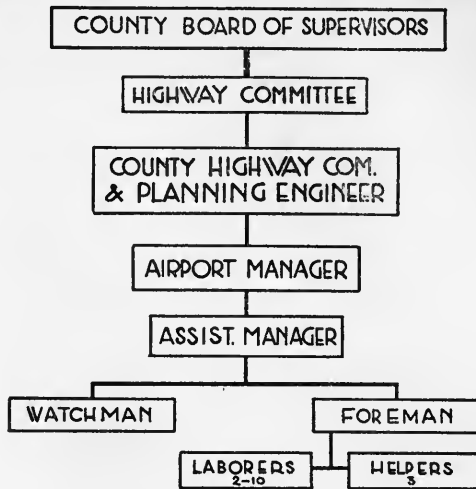 COUNTY BOARD OF SUPERVISORS
HIGHWAY COMMITTEE
COUNTY HIGHWAY COM.
& PLANNING ENGINEER
AIRPORT MANAGER
ASSIST. MANAGER
WATCHMAN
FOREMAN
LABORERS
2-10
HELPERS
3